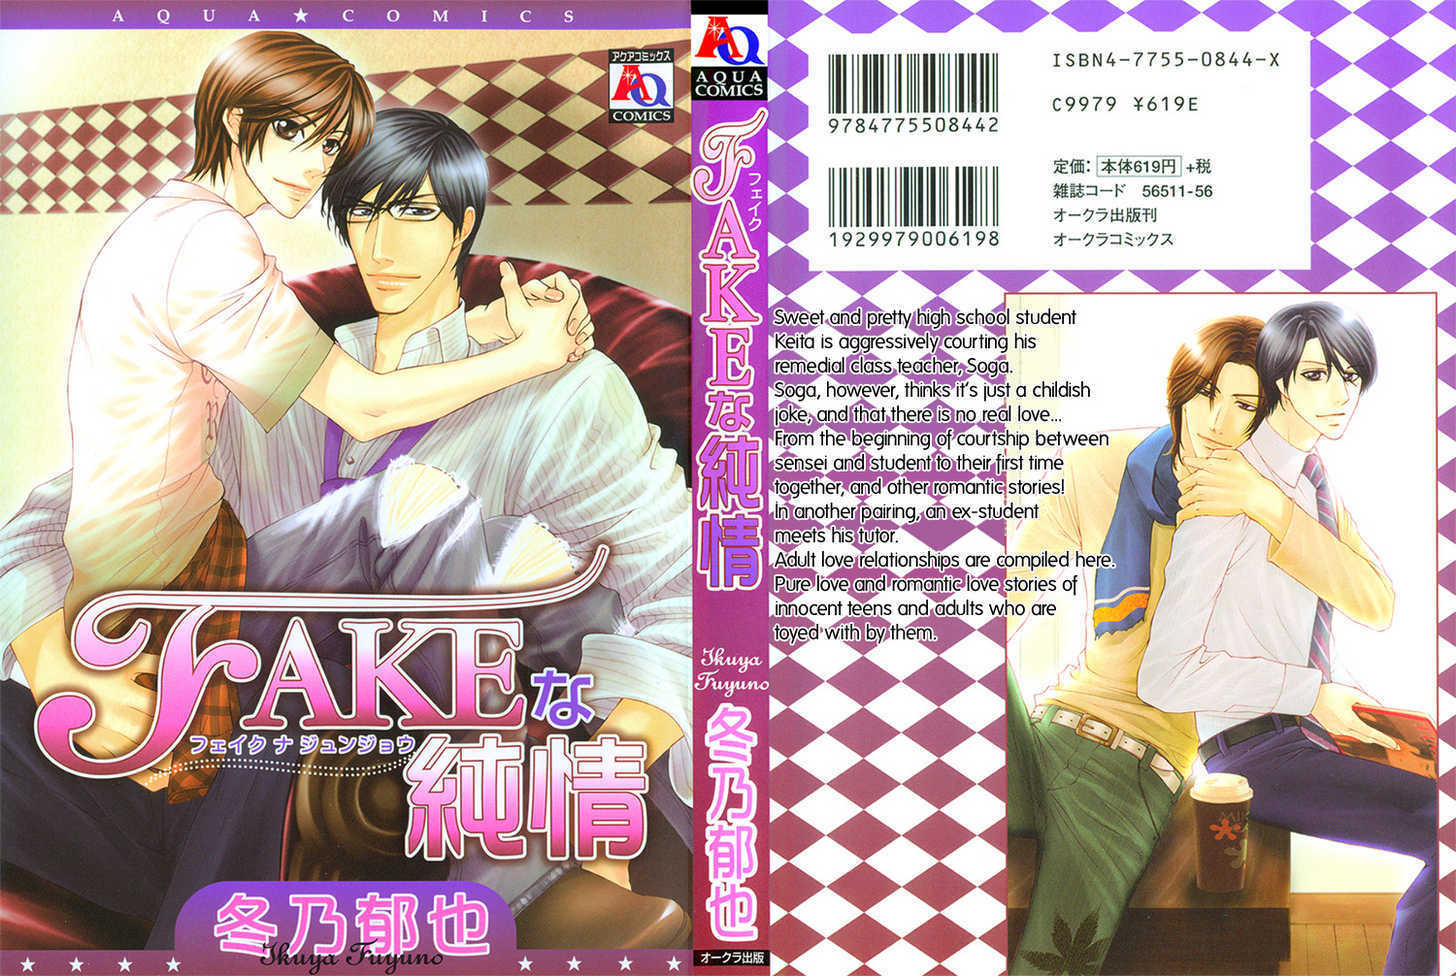 AQUA★COMICS
アクアコミックス
AQ
COMICS
FAKEな
フェイク ナ ジュンジョウ
純情
冬乃郁也
Ikuya Fuyuno
AQ
AQUA
COMICS
FAKEな純情
フェイク
Ikuya
Fuyuno
冬乃郁也
オークラ出版
9784775508442
1929979006198
ISBN4-7755-0844-X
C9979 ¥619E
定価: 本体619円 +税
雑誌コード 56511-56
オークラ出版刊
オークラコミックス
Sweet and pretty high school student
Keita is aggressively courting his
remedial class teacher, Soga.
Soga, however, thinks it's just a childish
joke, and that there is no real love...
From the beginning of courtship between
sensei and student to their first time
together, and other romantic stories!
In another pairing, an ex-student
meets his tutor.
Adult love relationships are compiled here.
Pure love and romantic love stories of
innocent teens and adults who are
toyed with by them.